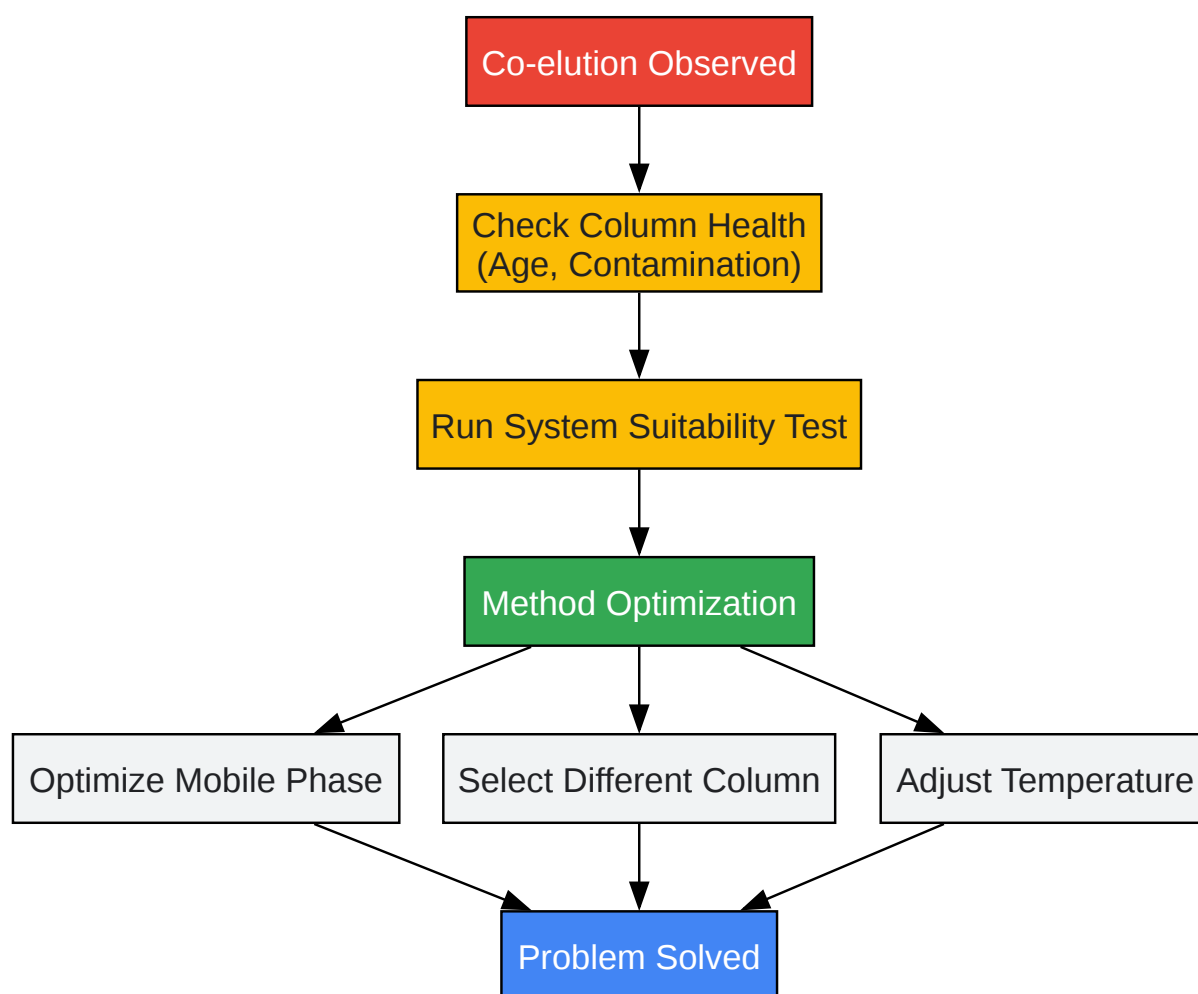 Co-elution Observed
Check Column Health
(Age, Contamination)
Run System Suitability Test
Method Optimization
Optimize Mobile Phase
Select Different Column
Adjust Temperature
Problem Solved